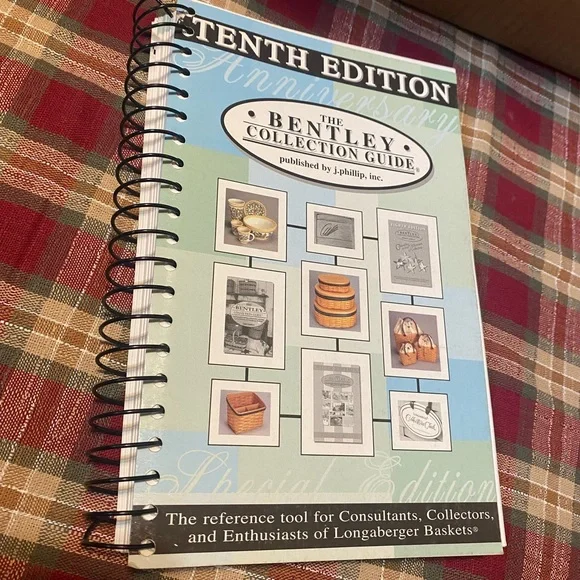 TENTH EDITION
Anniversary
THE
BENTLEY
COLLECTION GUIDE®
published by j.phillip, inc.
BENTLEY
Special Edition
The reference tool for Consultants, Collectors,
and Enthusiasts of Longaberger Baskets®